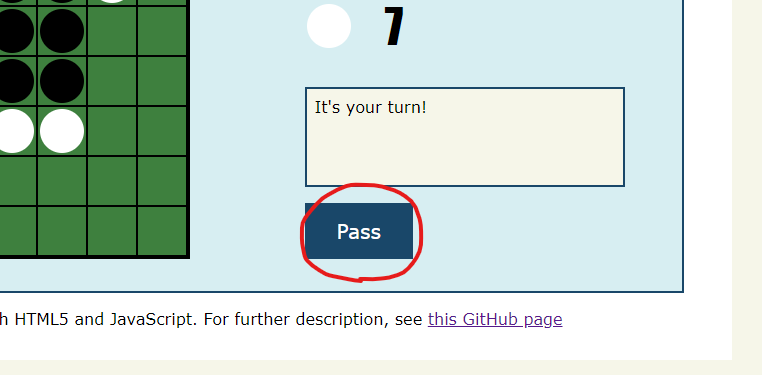 7
It's your turn!
Pass
h HTML5 and JavaScript. For further description, see this GitHub page